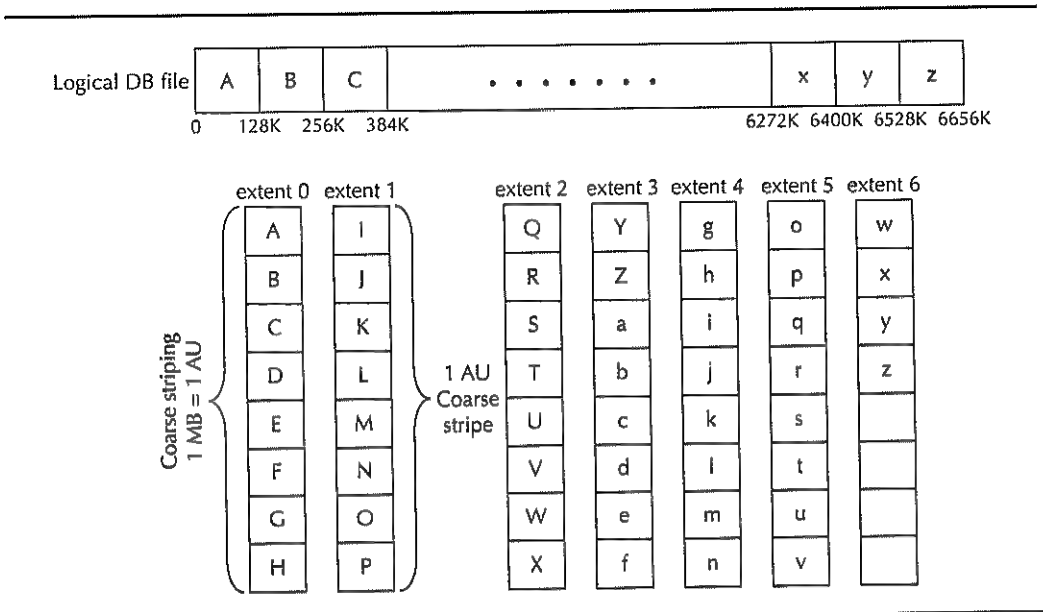 Logical DB file A B C . . . . . . . x y z
0 128K 256K 384K 6272K 6400K 6528K 6656K
extent 0 extent 1 extent 2 extent 3 extent 4 extent 5 extent 6
A I Q Y g o w
B J R Z h p x
C K S a i q y
D L T b j r z
E M U c k s
F N V d l t
G O W e m u
H P X f n v
Coarse striping
1 MB = 1 AU
1 AU
Coarse
stripe